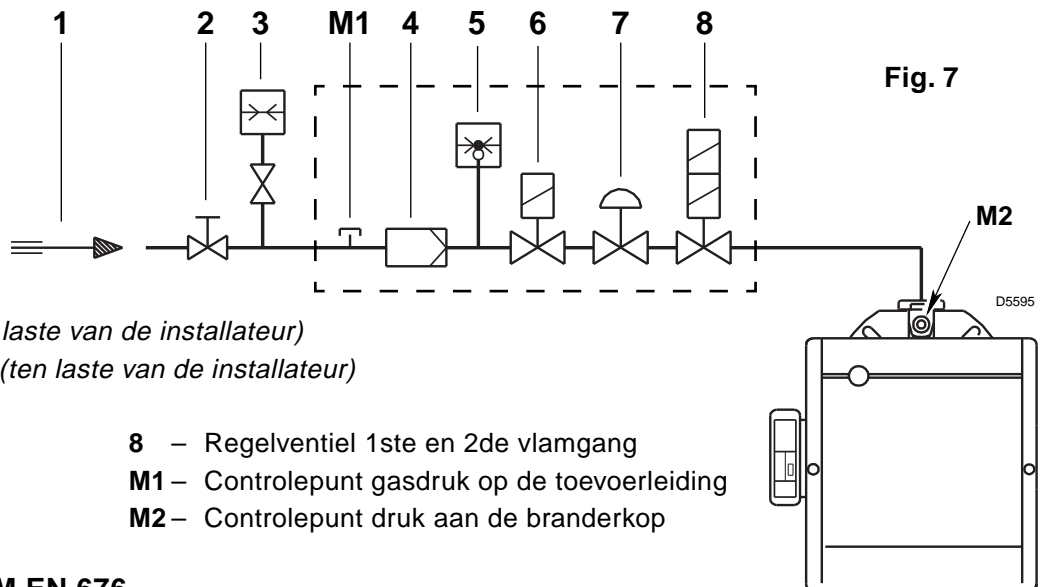 1 2 3 M1 4 5 6 7 8
Fig. 7
M2
D5595
laste van de installateur)
(ten laste van de installateur)
8 – Regelventiel 1ste en 2de vlamgang
M1 – Controlepunt gasdruk op de toevoerleiding
M2 – Controlepunt druk aan de branderkop
M EN 676